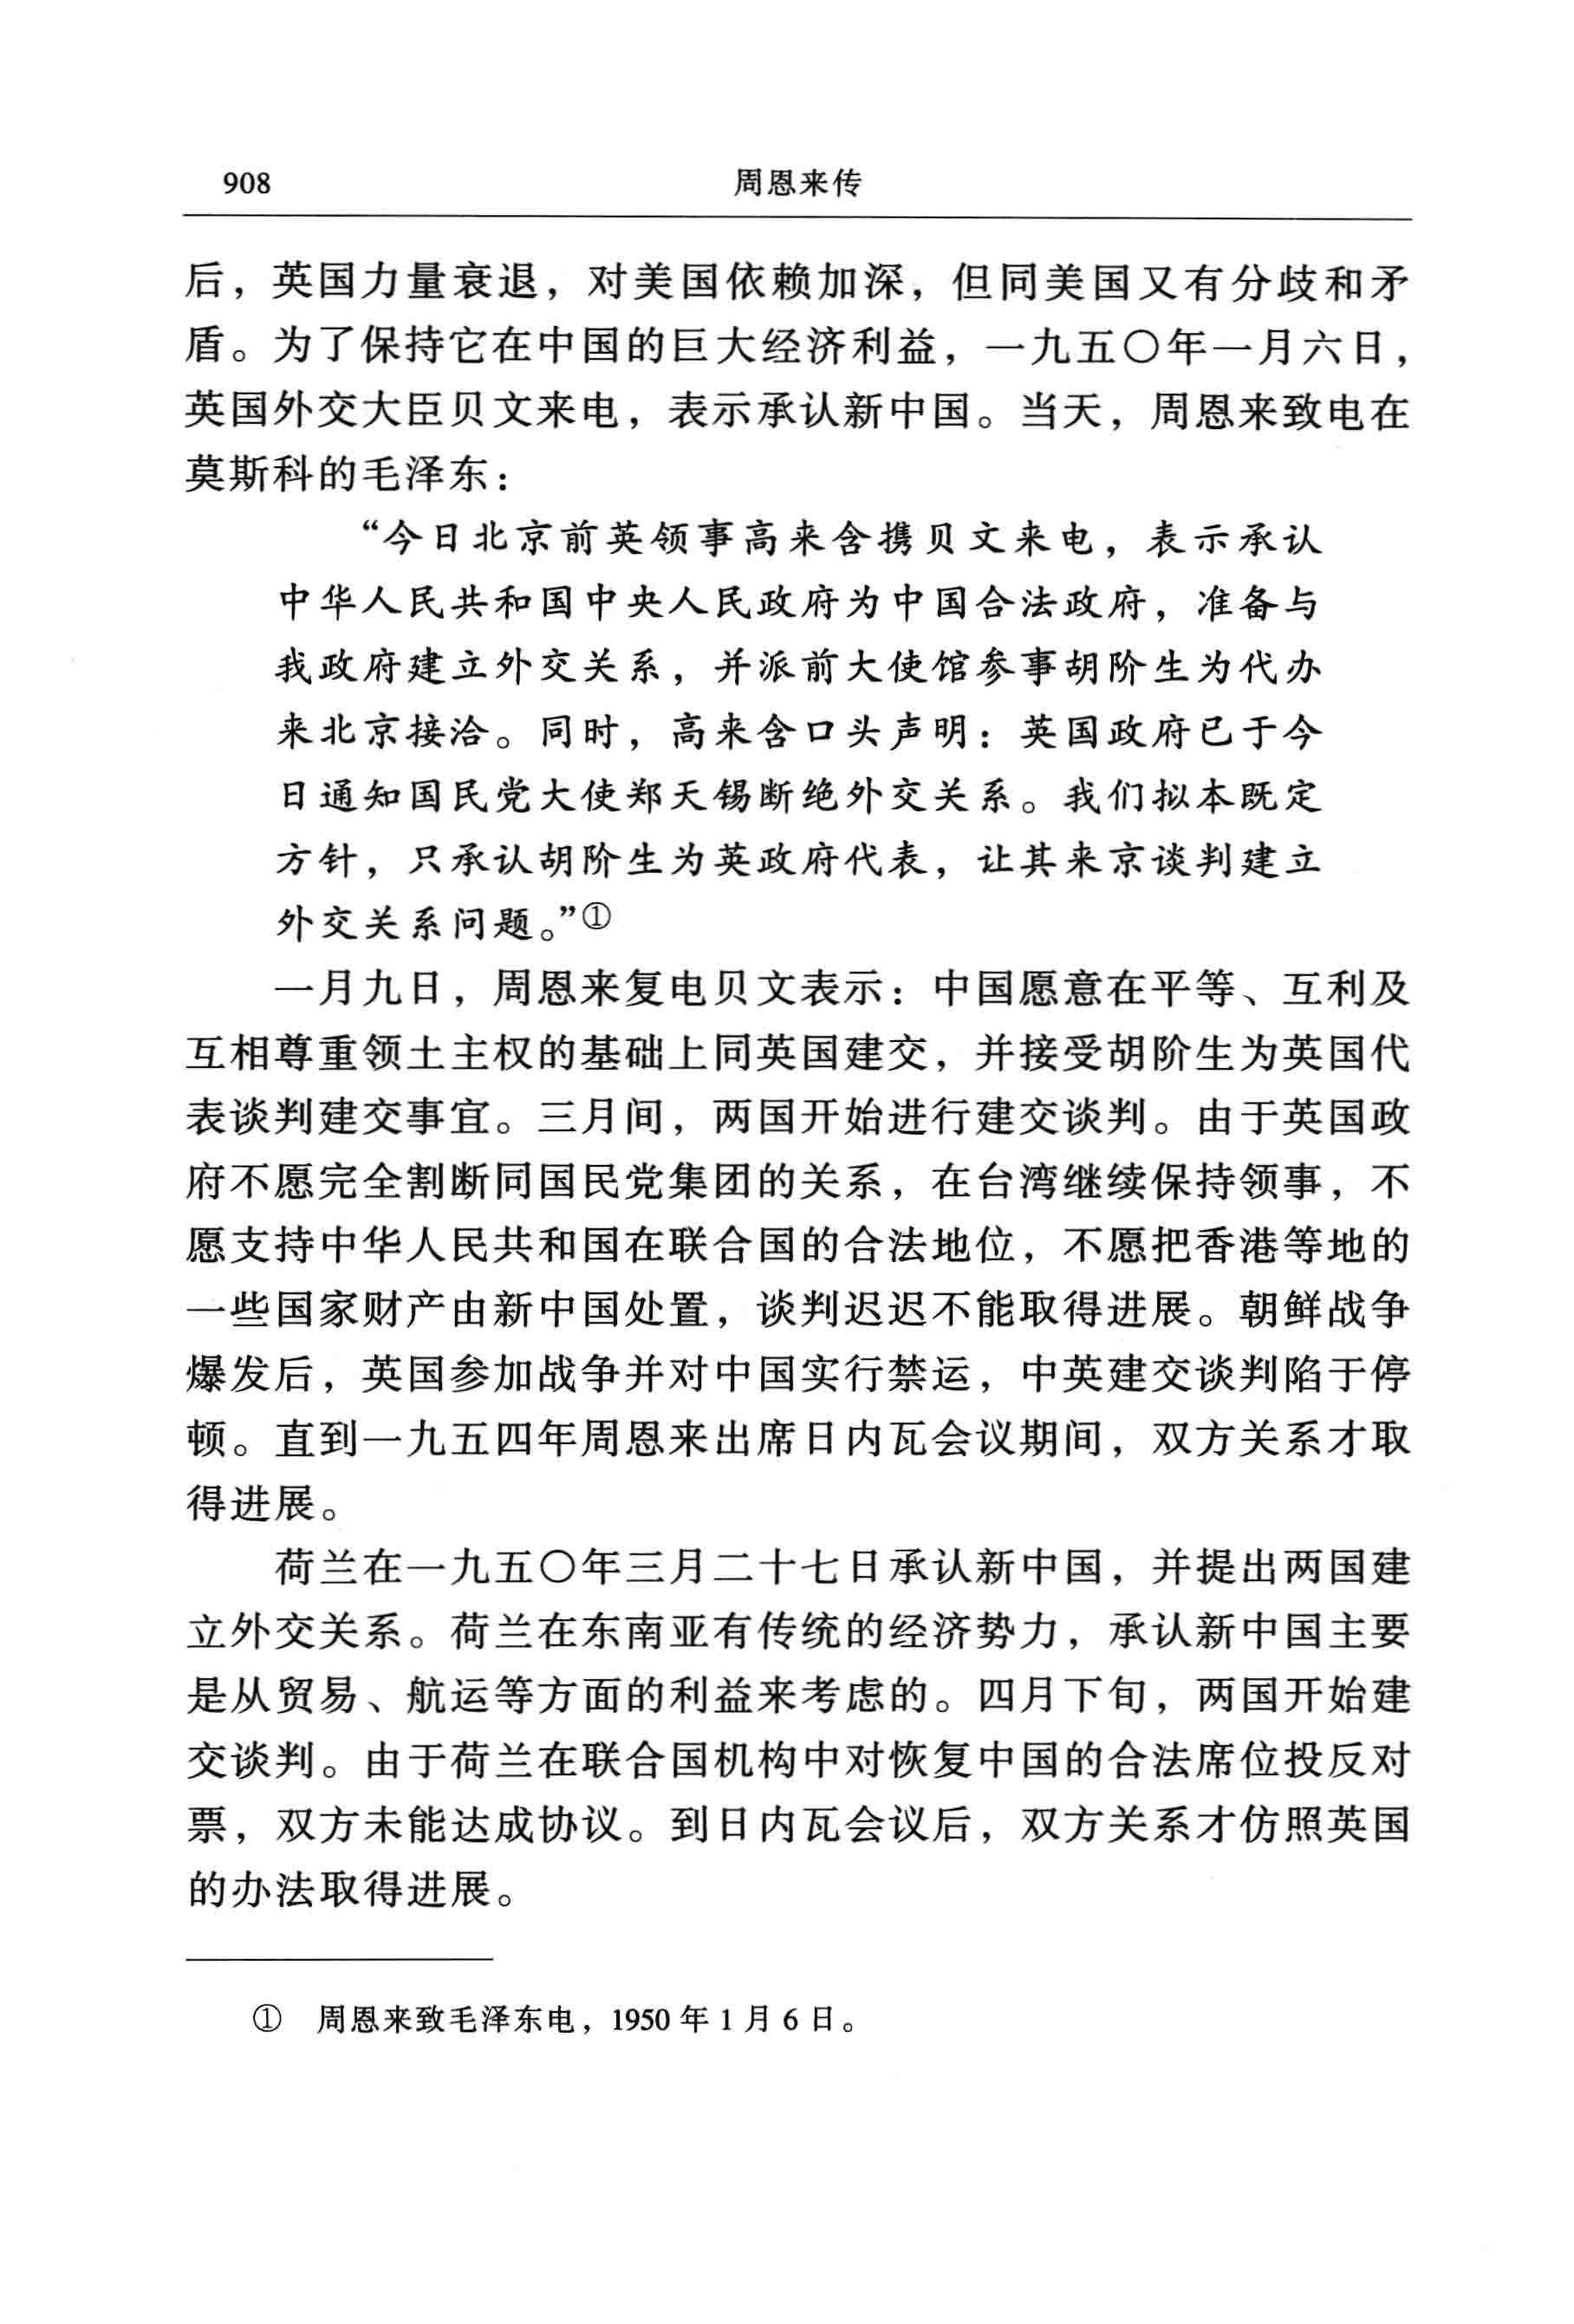 908 周恩来传
后，英国力量衰退，对美国依赖加深，但同美国又有分歧和矛
盾。为了保持它在中国的巨大经济利益，一九五〇年一月六日，
英国外交大臣贝文来电，表示承认新中国。当天，周恩来致电在
莫斯科的毛泽东：
“今日北京前英领事高来含携贝文来电，表示承认
中华人民共和国中央人民政府为中国合法政府，准备与
我政府建立外交关系，并派前大使馆参事胡阶生为代办
来北京接洽。同时，高来含口头声明：英国政府已于今
日通知国民党大使郑天锡断绝外交关系。我们拟本既定
方针，只承认胡阶生为英政府代表，让其来京谈判建立
外交关系问题。”①
一月九日，周恩来复电贝文表示：中国愿意在平等、互利及
互相尊重领土主权的基础上同英国建交，并接受胡阶生为英国代
表谈判建交事宜。三月间，两国开始进行建交谈判。由于英国政
府不愿完全割断同国民党集团的关系，在台湾继续保持领事，不
愿支持中华人民共和国在联合国的合法地位，不愿把香港等地的
一些国家财产由新中国处置，谈判迟迟不能取得进展。朝鲜战争
爆发后，英国参加战争并对中国实行禁运，中英建交谈判陷于停
顿。直到一九五四年周恩来出席日内瓦会议期间，双方关系才取
得进展。
荷兰在一九五〇年三月二十七日承认新中国，并提出两国建
立外交关系。荷兰在东南亚有传统的经济势力，承认新中国主要
是从贸易、航运等方面的利益来考虑的。四月下旬，两国开始建
交谈判。由于荷兰在联合国机构中对恢复中国的合法席位投反对
票，双方未能达成协议。到日内瓦会议后，双方关系才仿照英国
的办法取得进展。
① 周恩来致毛泽东电，1950 年 1 月 6 日。